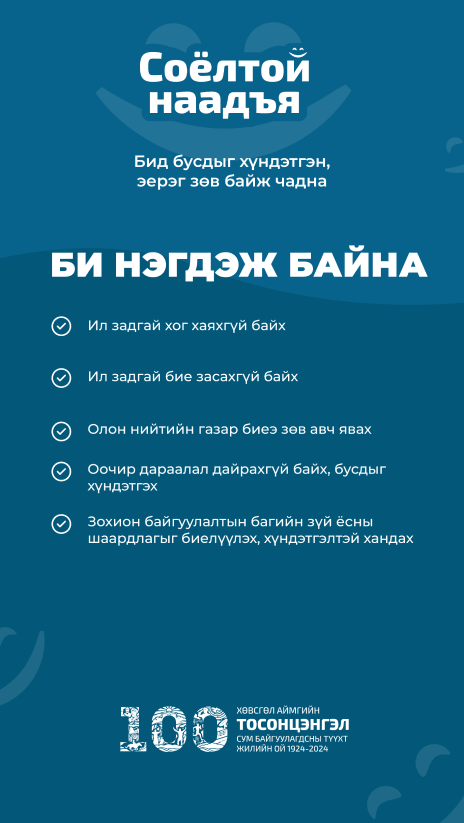 Соёлтой
наадъя
Бид бусдыг хүндэтгэн,
эерэг зөв байж чадна
БИ НЭГДЭЖ БАЙНА
Ил задгай хог хаяхгүй байх
Ил задгай бие засахгүй байх
Олон нийтийн газар биеэ зөв авч явах
Оочир дараалал дайрахгүй байх, бусдыг
хүндэтгэх
Зохион байгуулалтын багийн зүй ёсны
шаардлагыг биелүүлэх, хүндэтгэлтэй хандах
100
ХӨВСГӨЛ АЙМГИЙН
ТОСОНЦЭНГЭЛ
СУМ БАЙГУУЛАГДСНЫ ТҮҮХТ
ЖИЛИЙН ОЙ 1924-2024